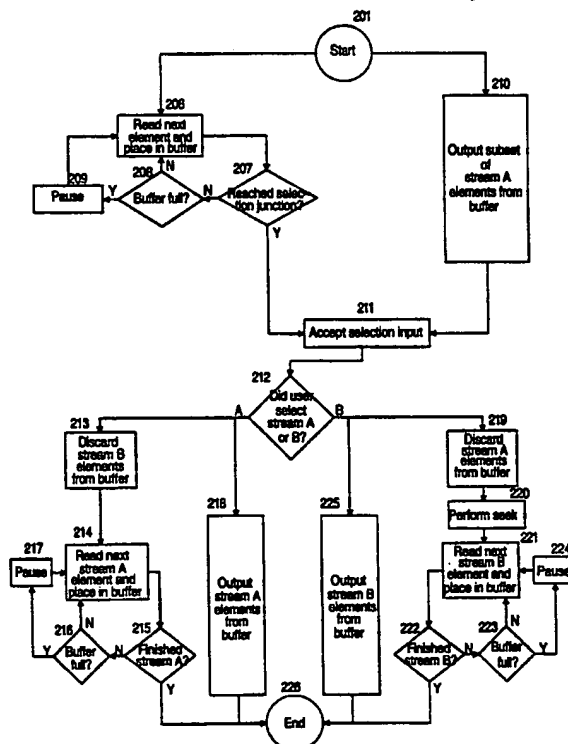 201
Start
210
Output subset
of
stream A
elements from
buffer
206
Read next
element and
place in buffer
N
209
Pause
Y
208
Buffer full?
N
207
Reached selec-
tion junction?
Y
211
Accept selection input
212
Did user
select
stream A
or B?
A
B
213
Discard
stream B
elements
from buffer
214
Read next
stream A
element and
place in buffer
217
Pause
N
216
Buffer
full?
Y
N
215
Finished
stream A?
Y
218
Output
stream A
elements
from
buffer
225
Output
stream B
elements
from
buffer
219
Discard
stream A
elements
from buffer
220
Perform seek
221
Read next
stream B
element and
place in buffer
224
Pause
222
Finished
stream B?
N
223
Buffer
full?
N
Y
Y
226
End